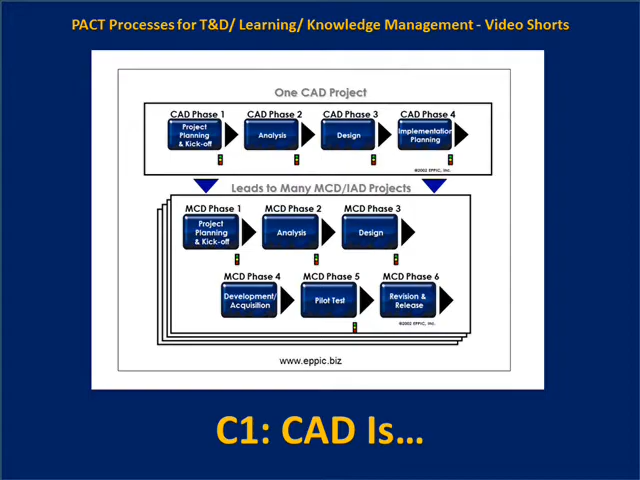 PACT Processes for T&D/ Learning/ Knowledge Management - Video Shorts
One CAD Project
CAD Phase 1
CAD Phase 2
CAD Phase 3
CAD Phase 4
Project
Planning
& Kick-off
Analysis
Design
Implementation
Planning
©2002 EPPIC, Inc.
Leads to Many MCD/IAD Projects
MCD Phase 1
MCD Phase 2
MCD Phase 3
Project
Planning
& Kick-off
Analysis
Design
MCD Phase 4
MCD Phase 5
MCD Phase 6
Development/
Acquisition
Pilot Test
Revision &
Release
©2002 EPPIC, Inc.
www.eppic.biz
C1: CAD Is…